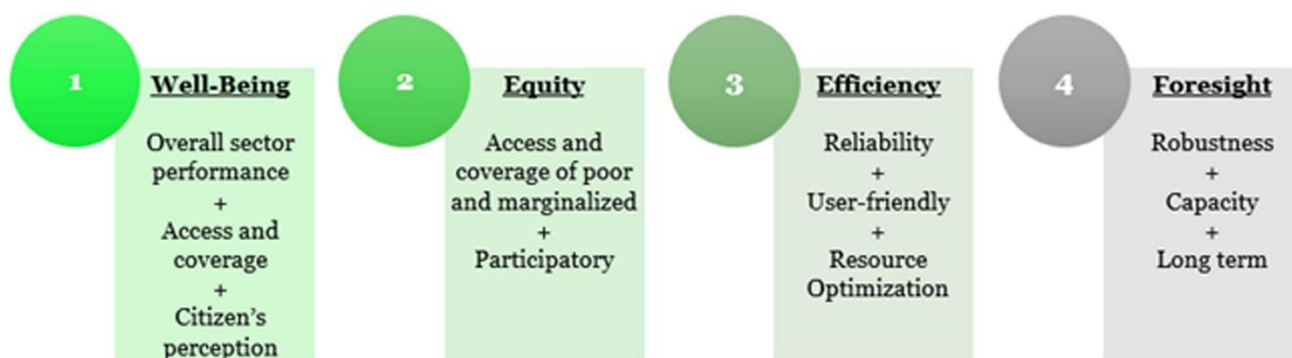 1
Well-Being
Overall sector
performance
+
Access and
coverage
+
Citizen's
perception
2
Equity
Access and
coverage of poor
and marginalized
+
Participatory
3
Efficiency
Reliability
+
User-friendly
+
Resource
Optimization
4
Foresight
Robustness
+
Capacity
+
Long term